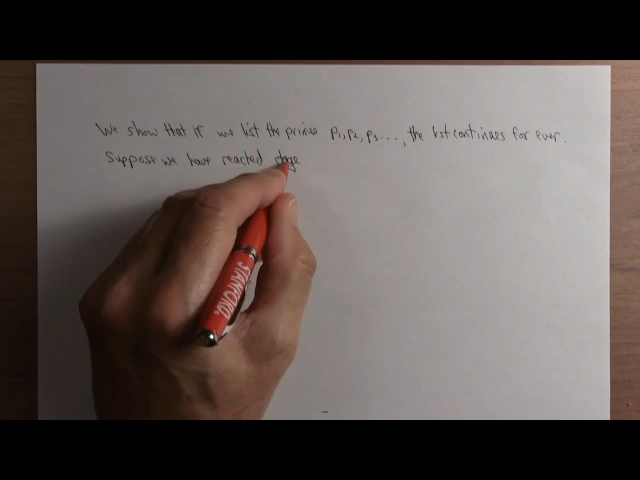 We show that if we list the primes p₁, p₂, p₃ ..., the list continues for ever.
Suppose we have reached stage
STANFORD